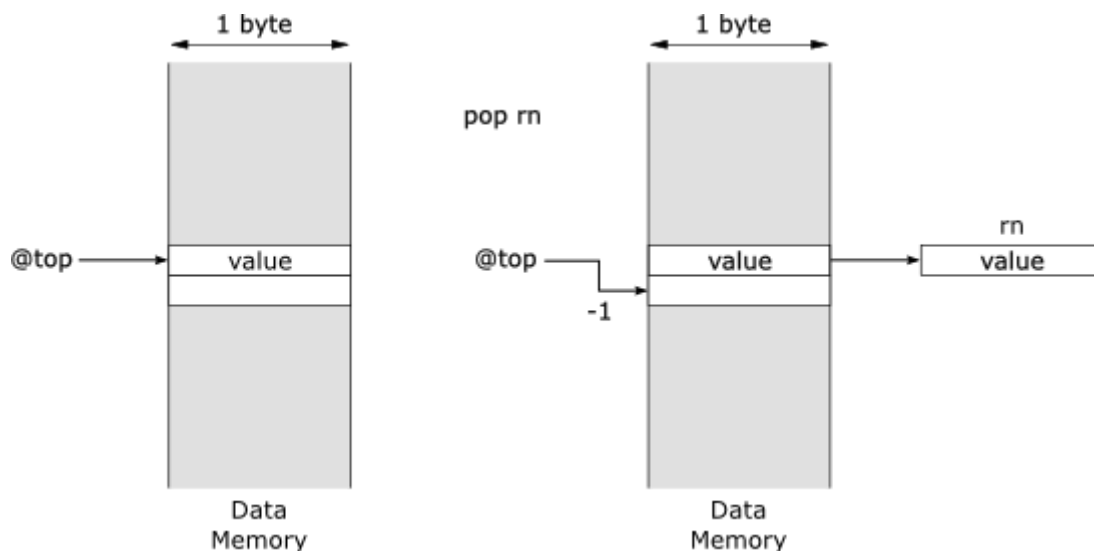 1 byte
1 byte
pop rn
rn
@top
value
@top
value
value
-1
Data
Memory
Data
Memory